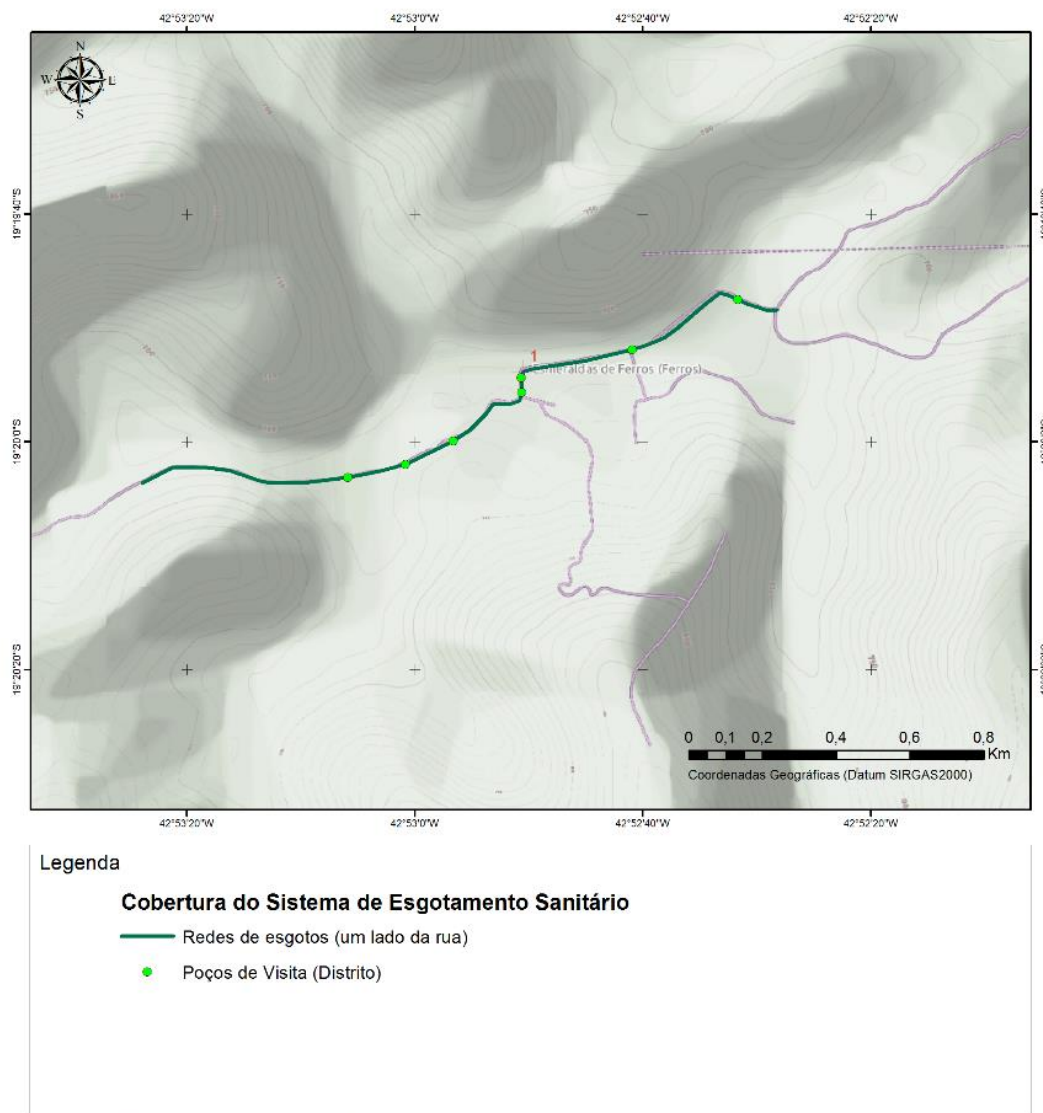 42°53'20"W 42°53'0"W 42°52'40"W 42°52'20"W
N
W E
S
19°19'40"S
1
Esmeraldas de Ferros (Ferros)
19°20'0"S
19°20'20"S
0 0,1 0,2 0,4 0,6 0,8
Km
Coordenadas Geográficas (Datum SIRGAS2000)
42°53'20"W 42°53'0"W 42°52'40"W 42°52'20"W
Legenda
Cobertura do Sistema de Esgotamento Sanitário
Redes de esgotos (um lado da rua)
Poços de Visita (Distrito)